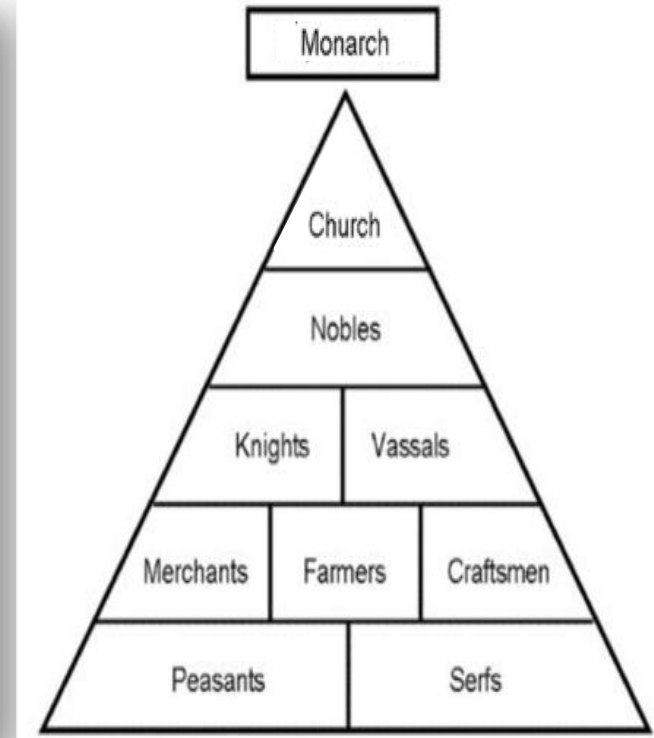 Monarch
Church
Nobles
Knights Vassals
Merchants Farmers Craftsmen
Peasants Serfs